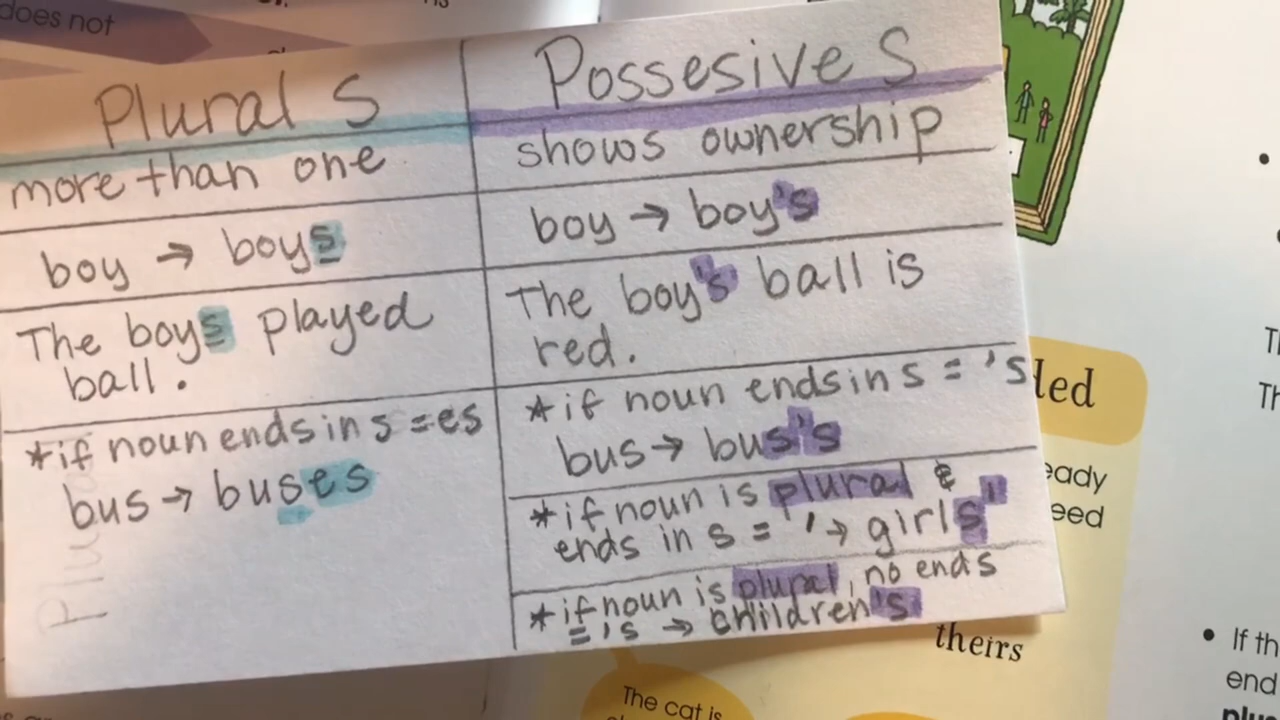 does not
Plural S
more than one
boy → boys
The boys played
ball.
*if noun ends in s = es
bus → buses
Possesive S
shows ownership
boy → boy's
The boy's ball is
red.
*if noun ends in s = 's
bus → bus's
*if noun is plural &
ends in s = ' → girls'
*if noun is plural, no ends
= 's → children's
led
eady
eed
theirs
The cat is
Th
• If th
end
plu